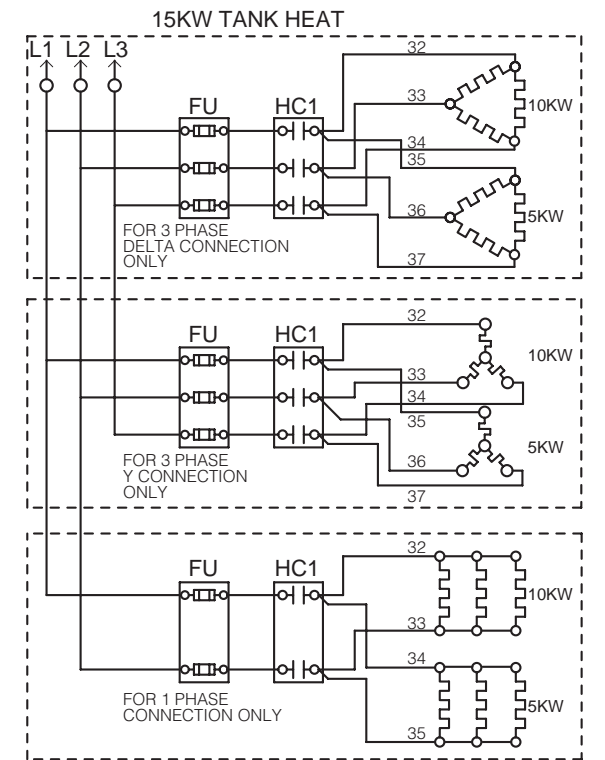 15KW TANK HEAT
L1 L2 L3
32
FU HC1
33
10KW
34
35
36
5KW
FOR 3 PHASE
DELTA CONNECTION
ONLY
37
32
FU HC1
10KW
33
34
35
5KW
36
FOR 3 PHASE
Y CONNECTION
ONLY
37
32
FU HC1
10KW
33
34
FOR 1 PHASE
CONNECTION ONLY
5KW
35